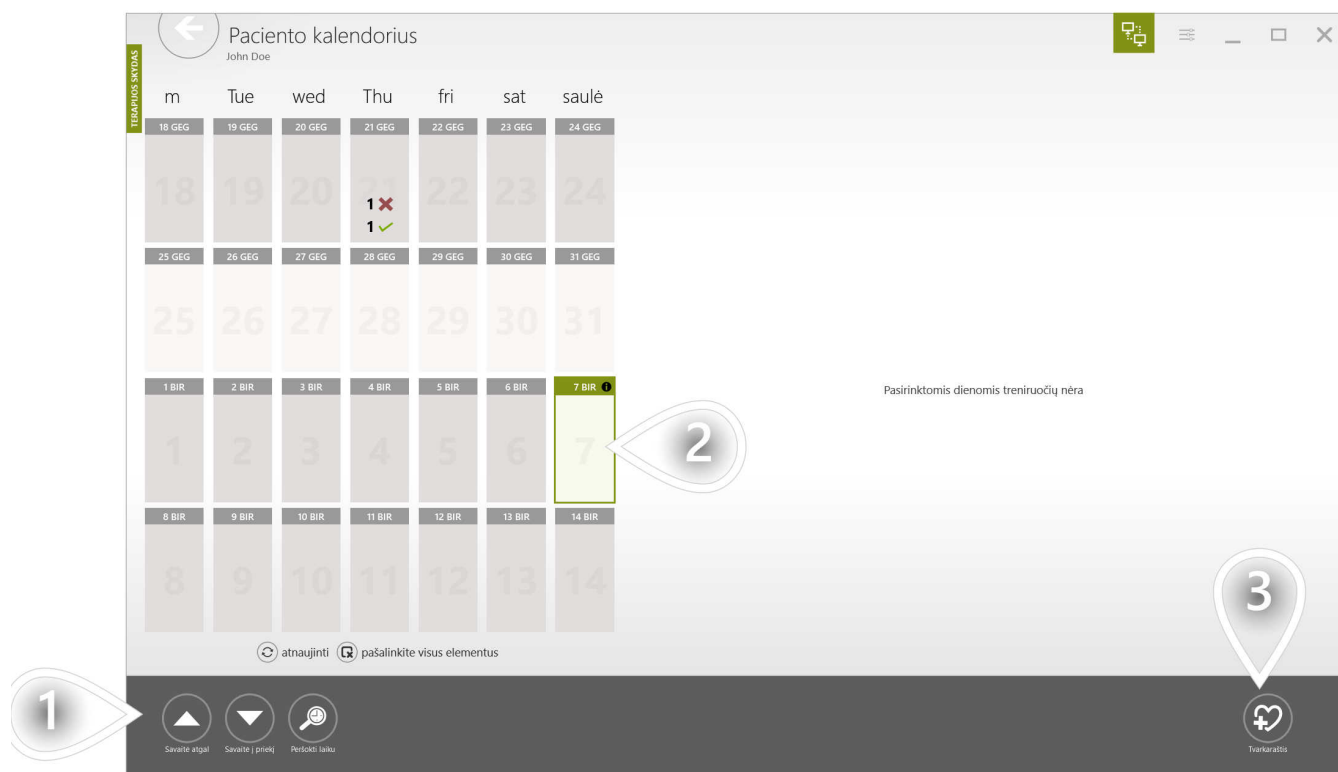 Paciento kalendorius
John Doe
TERAPIJOS SKYDAS
m Tue wed Thu fri sat saulė
18 GEG 19 GEG 20 GEG 21 GEG 22 GEG 23 GEG 24 GEG
18 19 20 21 22 23 24
1
1
25 GEG 26 GEG 27 GEG 28 GEG 29 GEG 30 GEG 31 GEG
25 26 27 28 29 30 31
1 BIR 2 BIR 3 BIR 4 BIR 5 BIR 6 BIR 7 BIR
Pasirinktomis dienomis treniruočių nėra
1 2 3 4 5 6 7
2
8 BIR 9 BIR 10 BIR 11 BIR 12 BIR 13 BIR 14 BIR
8 9 10 11 12 13 14
3
atnaujinti pašalinkite visus elementus
1
Savaitė atgal Savaitė į priekį Peršokti laiku
Tvarkaraštis